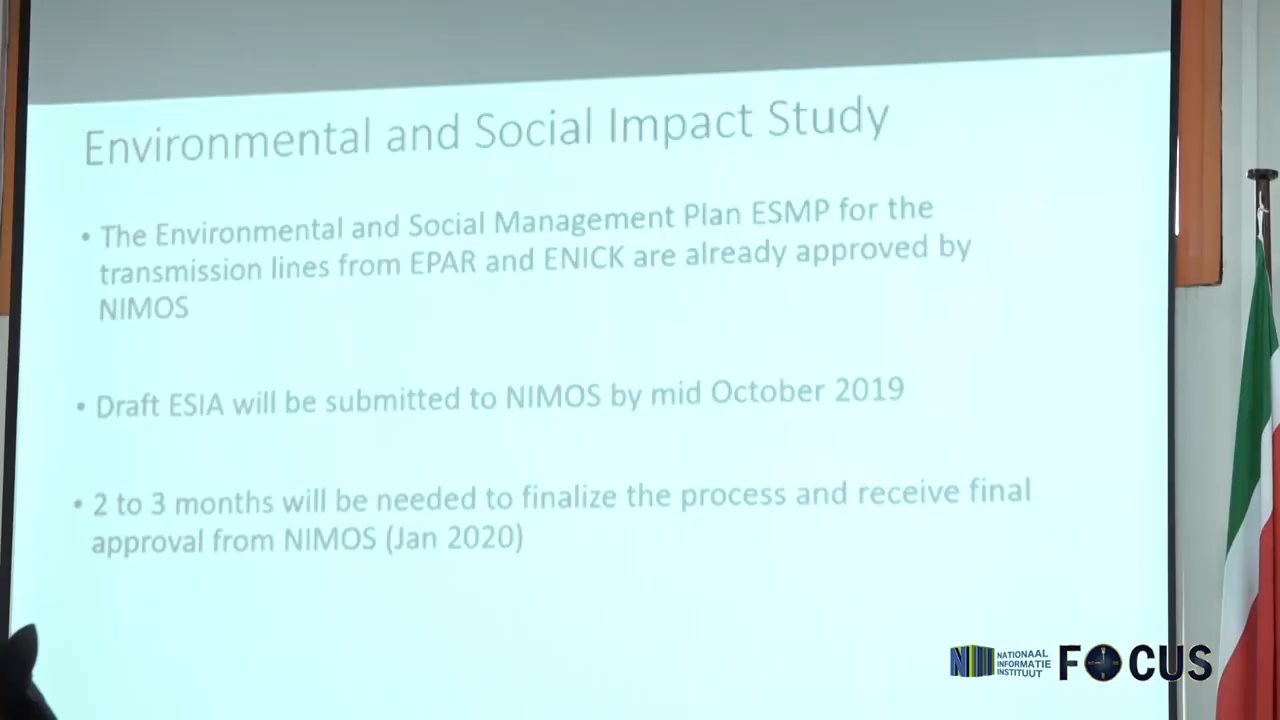 Environmental and Social Impact Study
• The Environmental and Social Management Plan ESMP for the
transmission lines from EPAR and ENICK are already approved by
NIMOS
• Draft ESIA will be submitted to NIMOS by mid October 2019
• 2 to 3 months will be needed to finalize the process and receive final
approval from NIMOS (Jan 2020)
NII
NATIONAAL
INFORMATIE
INSTITUUT
FOCUS